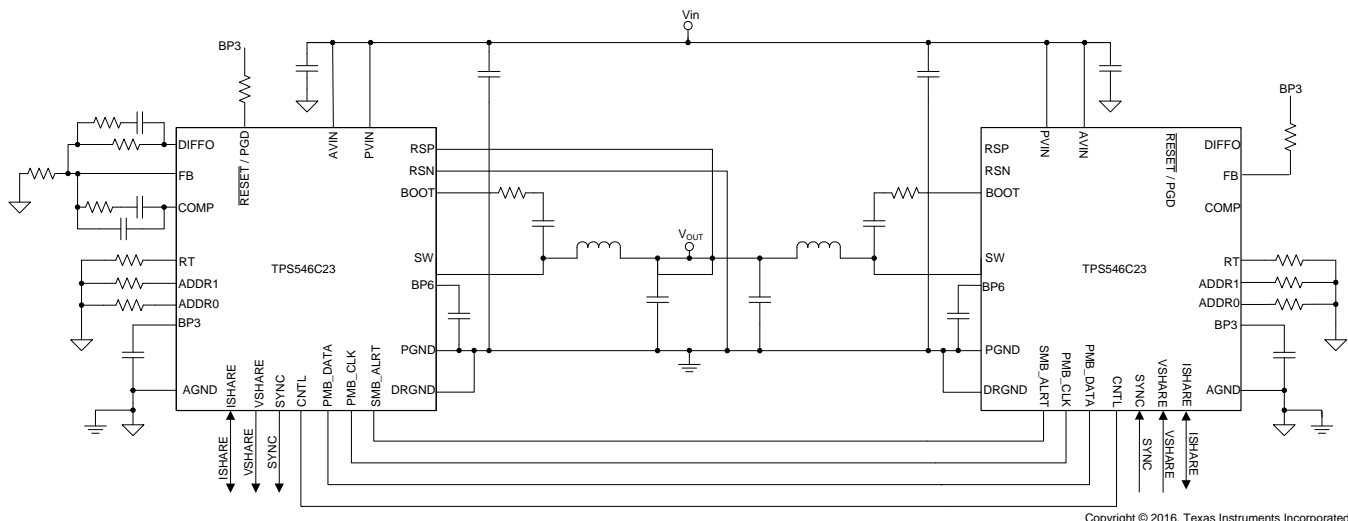 Vin
BP3
BP3
RESET / PGD
AVIN
PVIN
PVIN
AVIN
RESET / PGD
DIFFO
FB
COMP
RT
ADDR1
ADDR0
BP3
AGND
RSP
RSN
BOOT
SW
BP6
PGND
DRGND
TPS546C23
ISHARE
VSHARE
SYNC
CNTL
PMB_DATA
PMB_CLK
SMB_ALRT
ISHARE
VSHARE
SYNC
VOUT
RSP
RSN
BOOT
SW
BP6
PGND
DRGND
TPS546C23
DIFFO
FB
COMP
RT
ADDR1
ADDR0
BP3
AGND
SMB_ALRT
PMB_CLK
PMB_DATA
CNTL
SYNC
VSHARE
ISHARE
SYNC
VSHARE
ISHARE
Copyright © 2016, Texas Instruments Incorporated